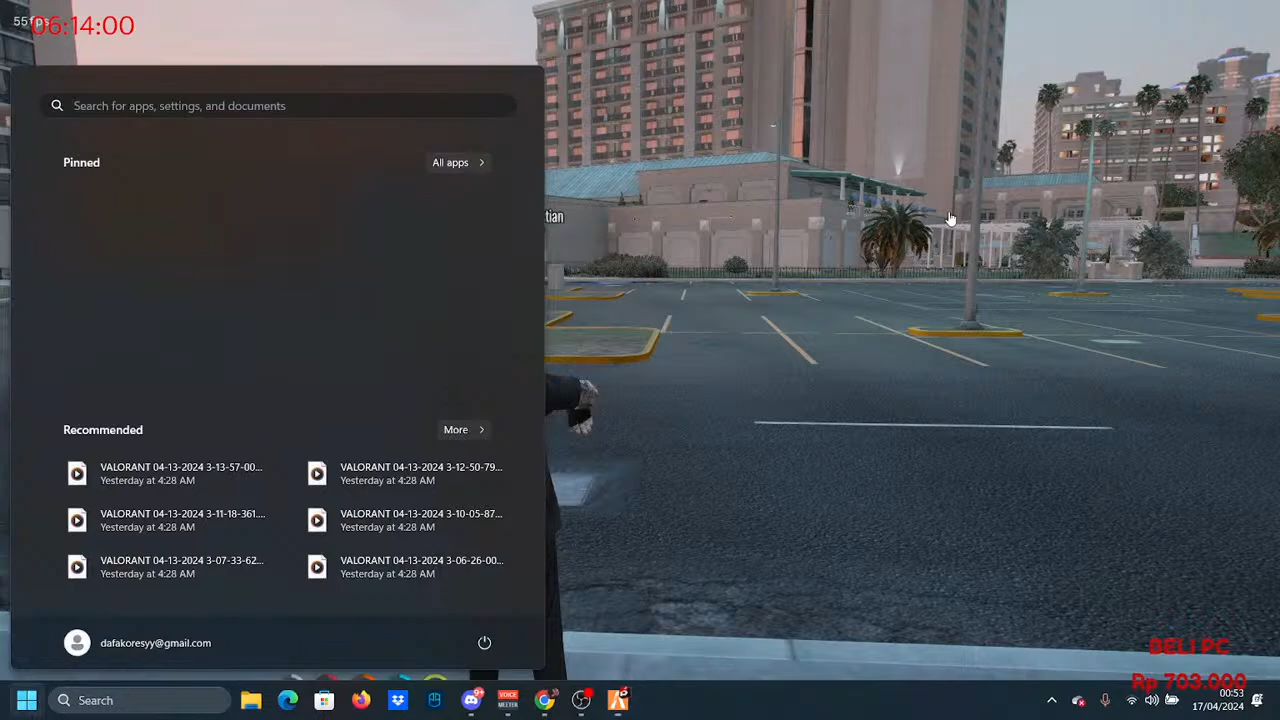 06:14:00
Search for apps, settings, and documents
Pinned
All apps
tian
Recommended
More
VALORANT 04-13-2024 3-13-57-00...
Yesterday at 4:28 AM
VALORANT 04-13-2024 3-12-50-79...
Yesterday at 4:28 AM
VALORANT 04-13-2024 3-11-18-361....
Yesterday at 4:28 AM
VALORANT 04-13-2024 3-10-05-87...
Yesterday at 4:28 AM
VALORANT 04-13-2024 3-07-33-62...
Yesterday at 4:28 AM
VALORANT 04-13-2024 3-06-26-00...
Yesterday at 4:28 AM
dafakoresyy@gmail.com
BELI PC
Rp 703.000
Search
VOICE
MEETER
00:53
17/04/2024